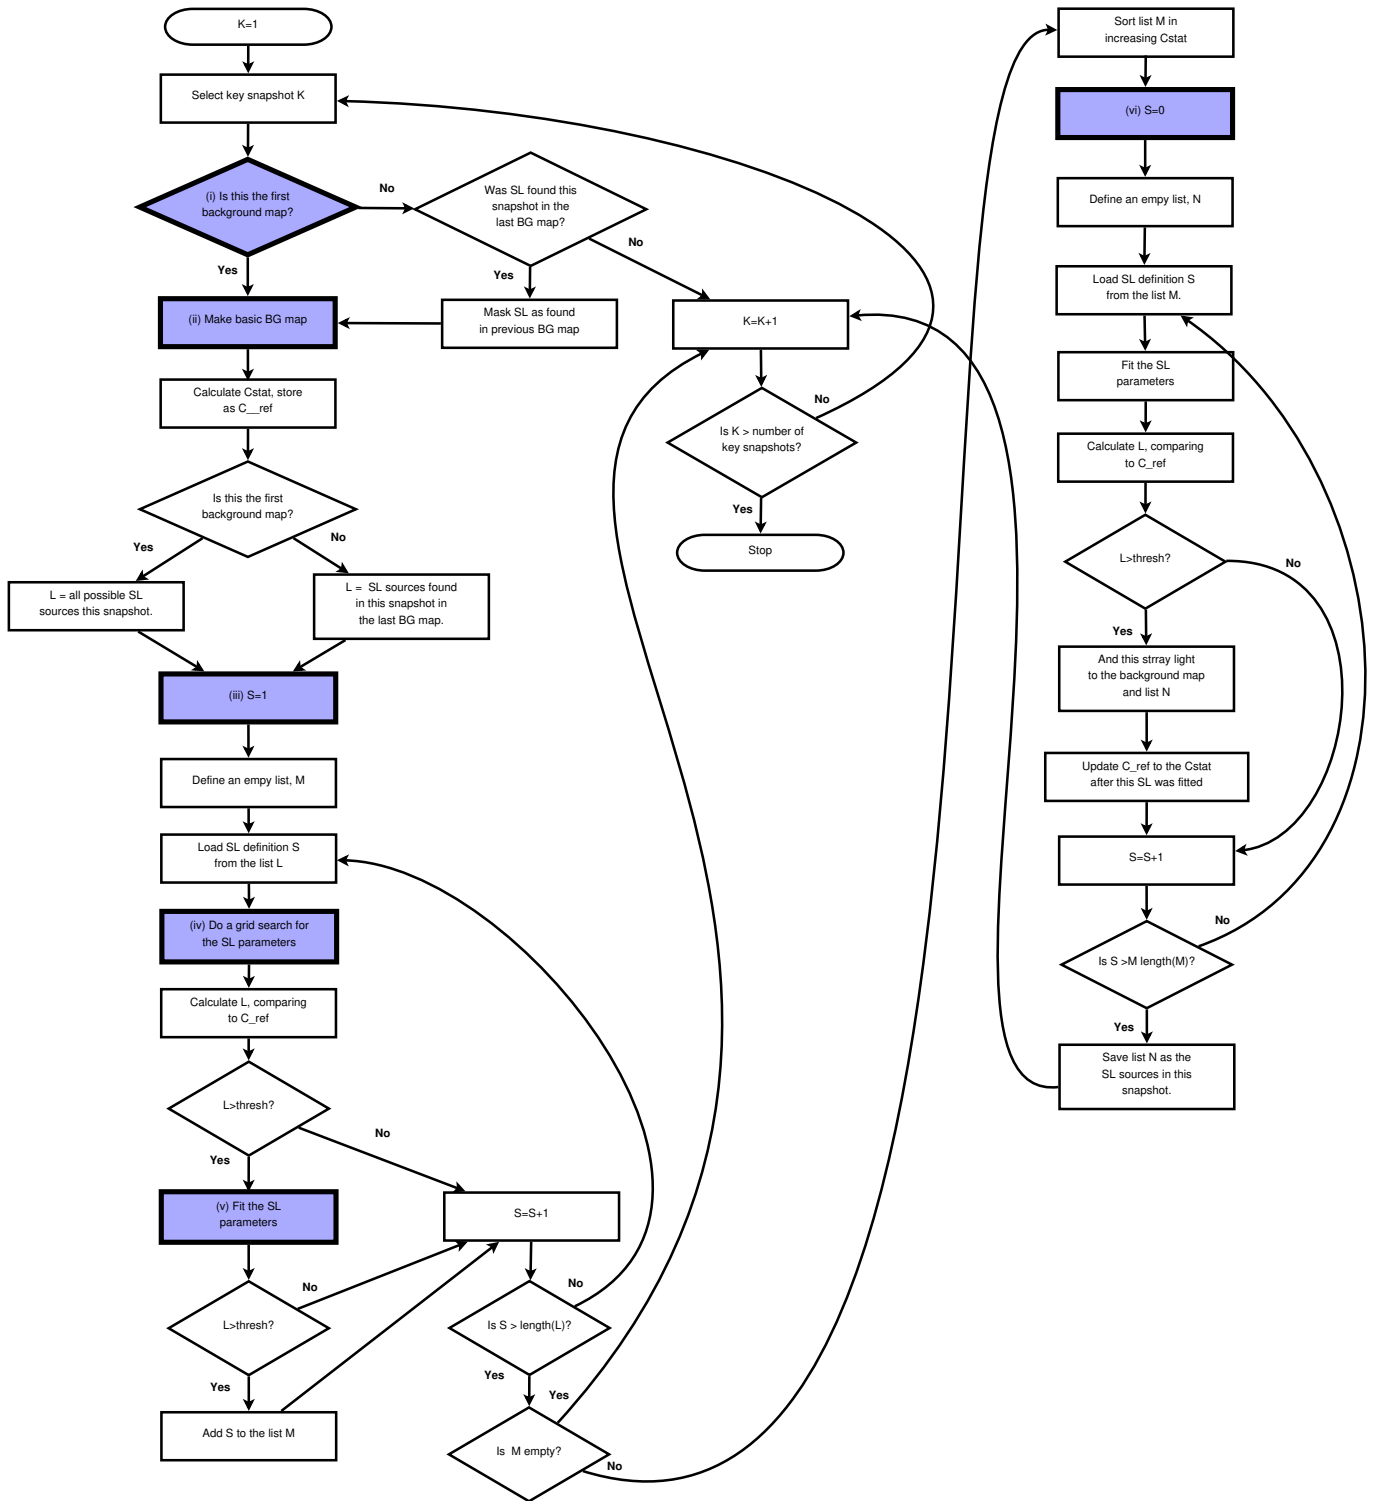 K=1
Select key snapshot K
(i) Is this the first
background map?
No
Was SL found this
snapshot in the
last BG map?
No
Yes
Yes
(ii) Make basic BG map
Mask SL as found
in previous BG map
K=K+1
No
Is K > number of
key snapshots?
Yes
Stop
Calculate Cstat, store
as C__ref
Is this the first
background map?
Yes
No
L = all possible SL
sources this snapshot.
L =  SL sources found
in this snapshot in
the last BG map.
(iii) S=1
Define an empy list, M
Load SL definition S
from the list L
(iv) Do a grid search for
the SL parameters
Calculate L, comparing
to C_ref
L>thresh?
No
Yes
(v) Fit the SL
parameters
S=S+1
No
L>thresh?
Yes
Add S to the list M
No
Is S > length(L)?
Yes
Yes
Is  M empty?
No
Sort list M in
increasing Cstat
(vi) S=0
Define an empy list, N
Load SL definition S
from the list M.
Fit the SL
parameters
Calculate L, comparing
to C_ref
L>thresh?
No
Yes
And this strray light
to the background map
and list N
Update C_ref to the Cstat
after this SL was fitted
S=S+1
No
Is S >M length(M)?
Yes
Save list N as the
SL sources in this
snapshot.